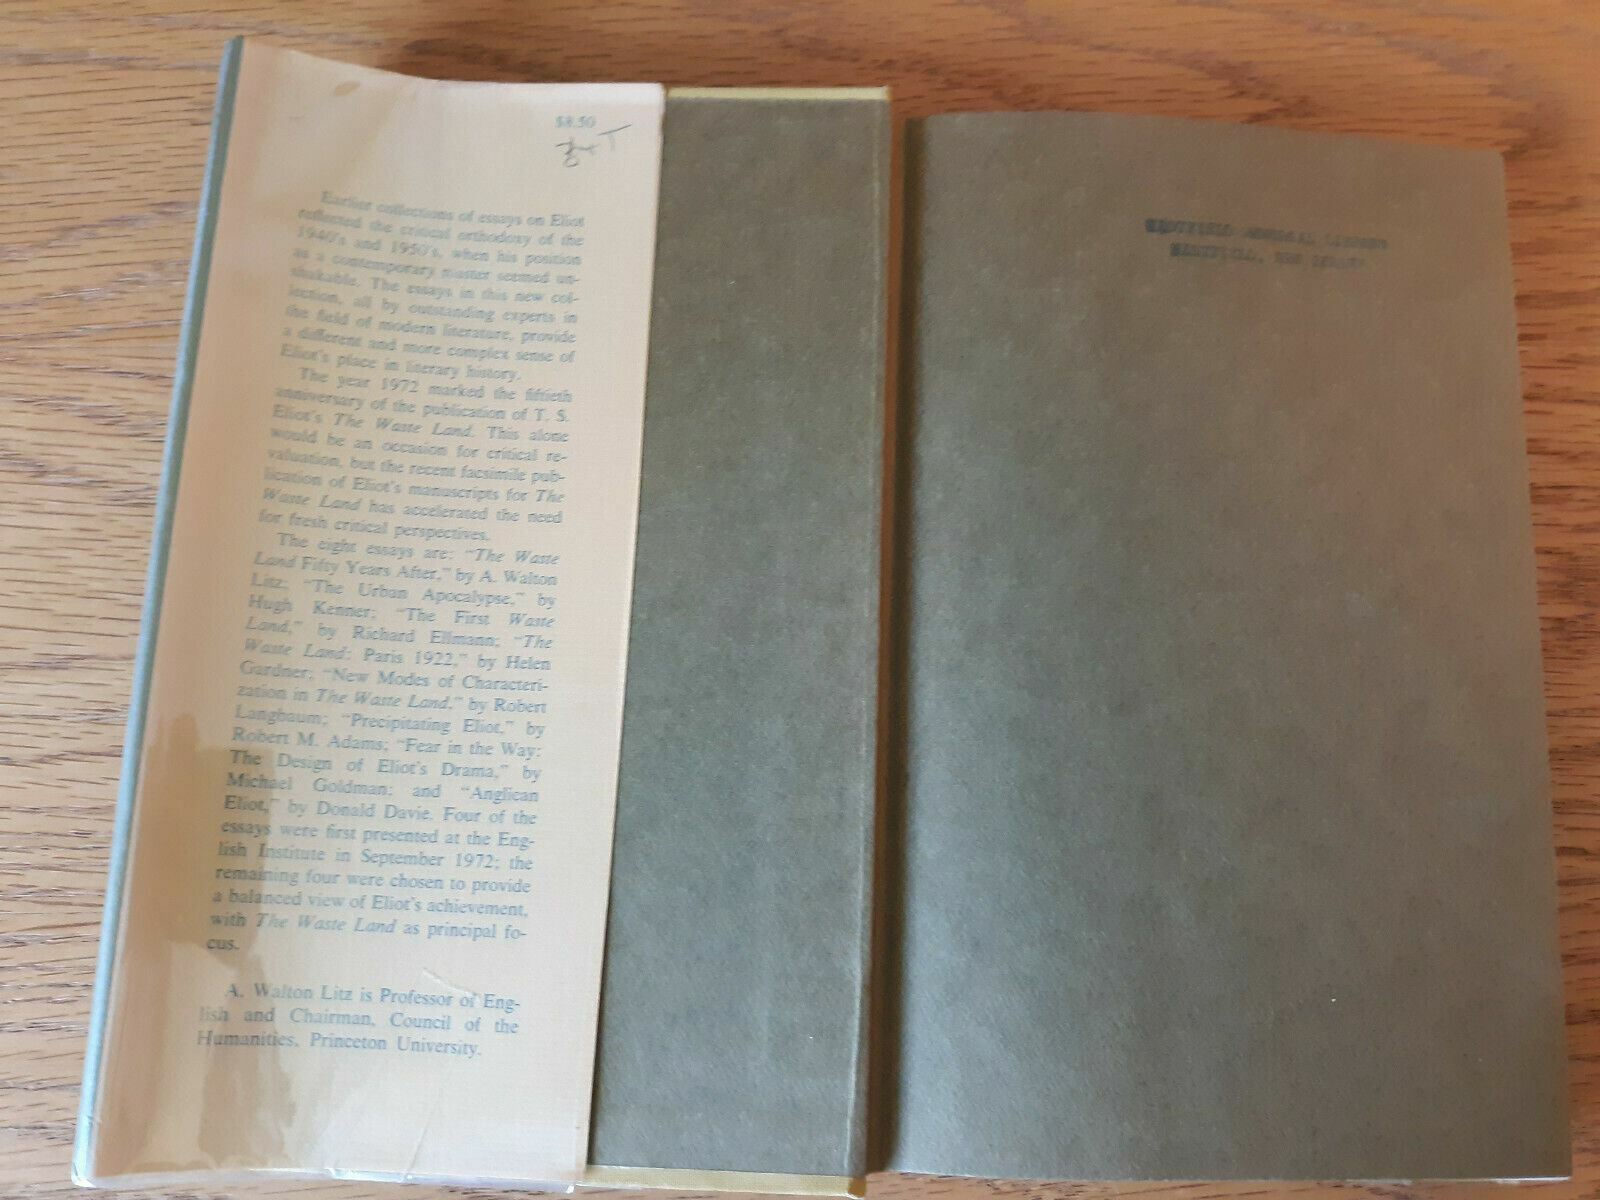 $8.50
Earlier collections of essays on Eliot
reflected the critical orthodoxy of the
1940's and 1950's, when his position
as a contemporary master seemed un-
shakable. The essays in this new col-
lection, all by outstanding experts in
the field of modern literature, provide
a different and more complex sense of
Eliot's place in literary history.
The year 1972 marked the fiftieth
anniversary of the publication of T. S.
Eliot's The Waste Land. This alone
would be an occasion for critical re-
valuation, but the recent facsimile pub-
lication of Eliot's manuscripts for The
Waste Land has accelerated the need
for fresh critical perspectives.
The eight essays are: "The Waste
Land Fifty Years After," by A. Walton
Litz; "The Urban Apocalypse," by
Hugh Kenner; "The First Waste
Land," by Richard Ellmann; "The
Waste Land: Paris 1922," by Helen
Gardner; "New Modes of Characteri-
zation in The Waste Land," by Robert
Langbaum; "Precipitating Eliot," by
Robert M. Adams; "Fear in the Way:
The Design of Eliot's Drama," by
Michael Goldman; and "Anglican
Eliot," by Donald Davie. Four of the
essays were first presented at the Eng-
lish Institute in September 1972; the
remaining four were chosen to provide
a balanced view of Eliot's achievement,
with The Waste Land as principal fo-
cus.
A. Walton Litz is Professor of Eng-
lish and Chairman, Council of the
Humanities, Princeton University.
MEMORIAL LIBRARY
NEW JERSEY